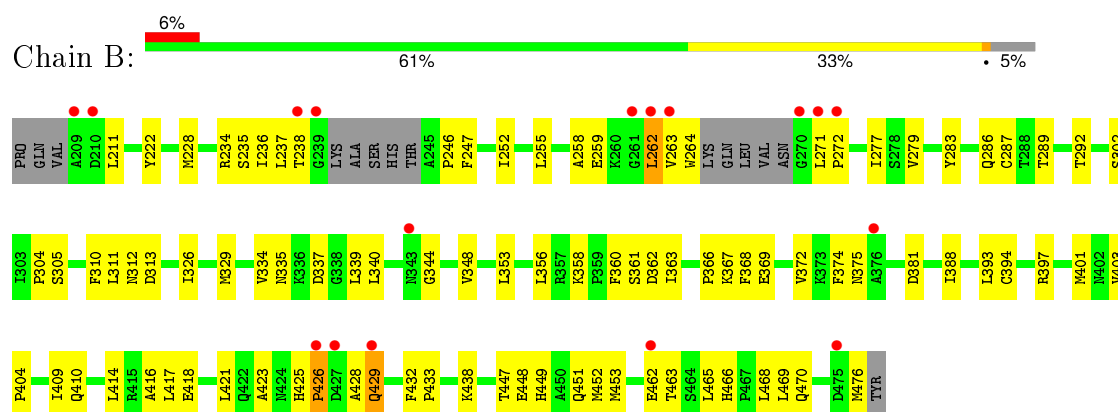 6%
Chain B:
61% 33% • 5%
PRO GLN VAL A209 D210 L211 Y222 M228 R234 S235 I236 L237 T238 G239 LYS ALA SER HIS THR A245 P246 F247 I252 L255 A258 E259 K260 G261 L262 V263 W264 LYS GLN LEU VAL ASN G270 L271 P272 I277 S278 V279 Y283 Q286 C287 T288 T289 T292 S302
I303 P304 S305 F310 L311 N312 D313 I326 M329 V334 N335 K336 D337 G338 L339 L340 N343 G344 V348 L353 L356 R357 K358 P359 F360 S361 D362 I363 P366 K367 F368 E369 V372 K373 F374 N375 A376 D381 I388 L393 C394 R397 M401 N402 V403
P404 I409 Q410 L414 R415 A416 L417 E418 L421 Q422 A423 N424 H425 P426 D427 A428 Q429 F432 P433 K438 T447 E448 H449 A450 Q451 M452 M453 E462 T463 S464 L465 H466 P467 L468 L469 Q470 D475 M476 TYR